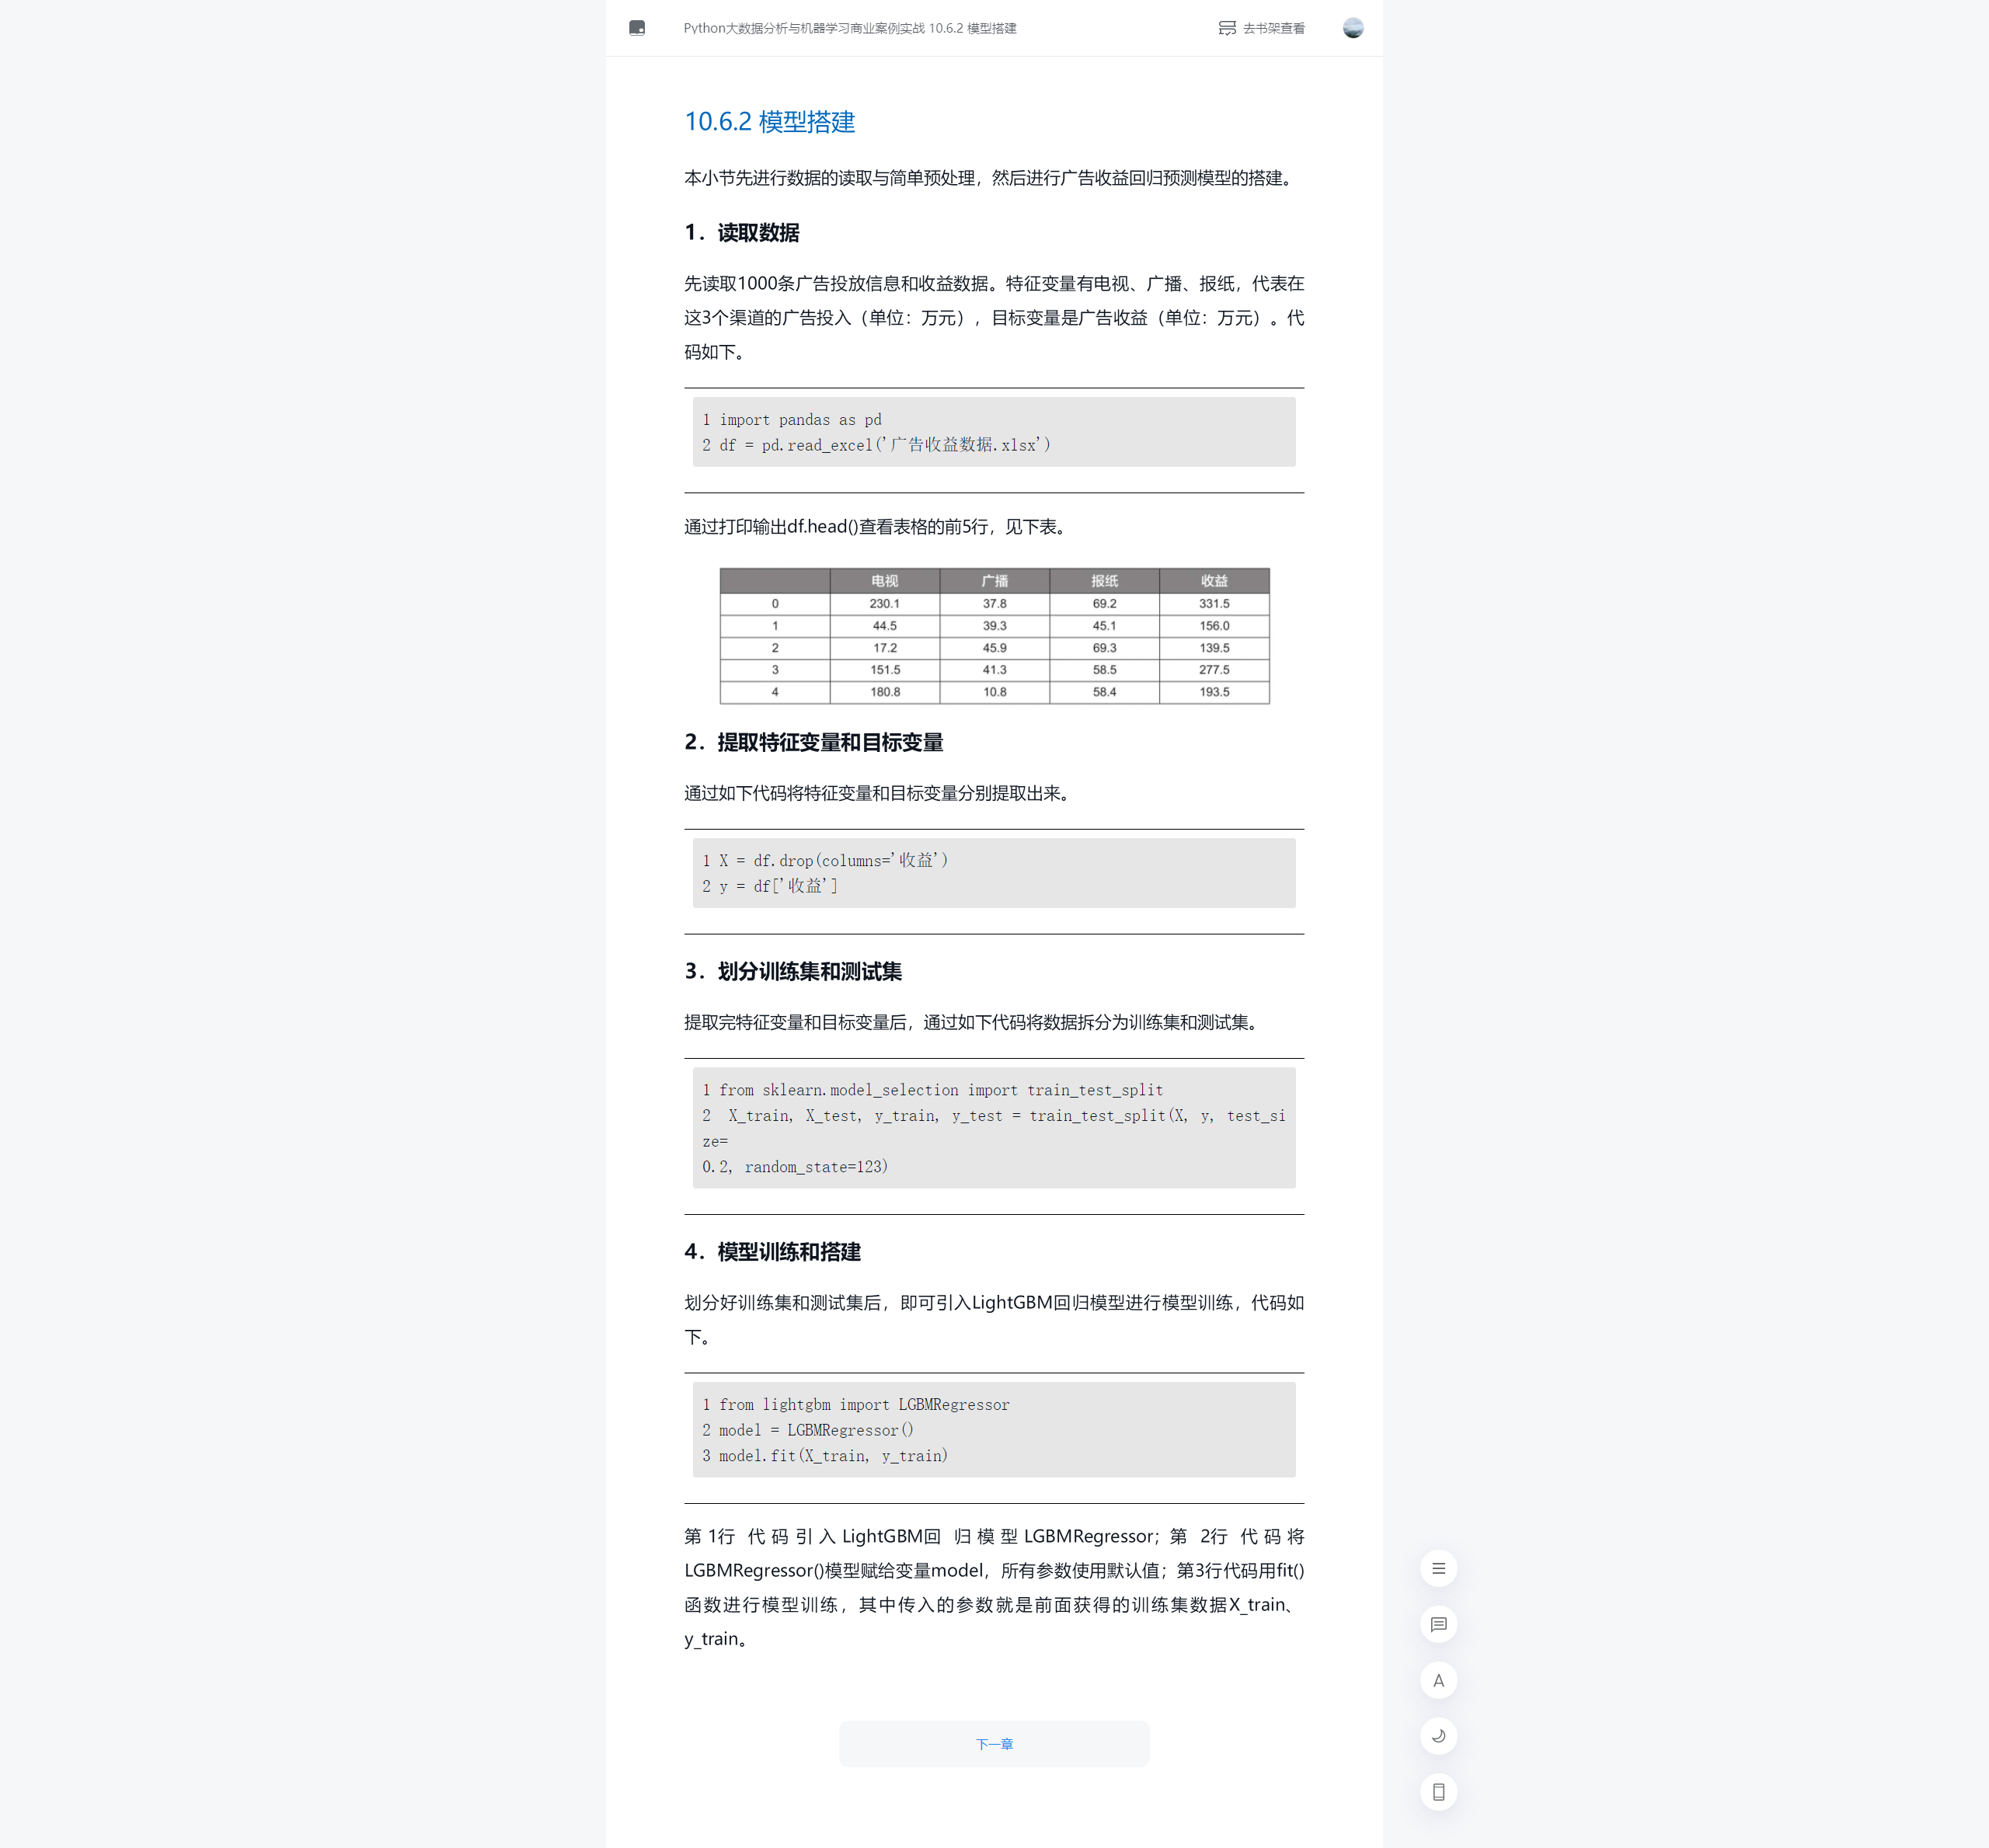 Python大数据分析与机器学习商业案例实战 10.6.2 模型搭建
去书架查看
10.6.2 模型搭建
本小节先进行数据的读取与简单预处理，然后进行广告收益回归预测模型的搭建。
1．读取数据
先读取1000条广告投放信息和收益数据。特征变量有电视、广播、报纸，代表在
这3个渠道的广告投入（单位：万元），目标变量是广告收益（单位：万元）。代
码如下。
1 import pandas as pd
2 df = pd.read_excel('广告收益数据.xlsx')
通过打印输出df.head()查看表格的前5行，见下表。
电视 广播 报纸 收益
0 230.1 37.8 69.2 331.5
1 44.5 39.3 45.1 156.0
2 17.2 45.9 69.3 139.5
3 151.5 41.3 58.5 277.5
4 180.8 10.8 58.4 193.5
2．提取特征变量和目标变量
通过如下代码将特征变量和目标变量分别提取出来。
1 X = df.drop(columns='收益')
2 y = df['收益']
3．划分训练集和测试集
提取完特征变量和目标变量后，通过如下代码将数据拆分为训练集和测试集。
1 from sklearn.model_selection import train_test_split
2  X_train, X_test, y_train, y_test = train_test_split(X, y, test_si
ze=
0.2, random_state=123)
4．模型训练和搭建
划分好训练集和测试集后，即可引入LightGBM回归模型进行模型训练，代码如
下。
1 from lightgbm import LGBMRegressor
2 model = LGBMRegressor()
3 model.fit(X_train, y_train)
第1行代码引入LightGBM回归模型LGBMRegressor；第2行代码将
LGBMRegressor()模型赋给变量model，所有参数使用默认值；第3行代码用fit()
函数进行模型训练，其中传入的参数就是前面获得的训练集数据X_train、
y_train。
A
下一章